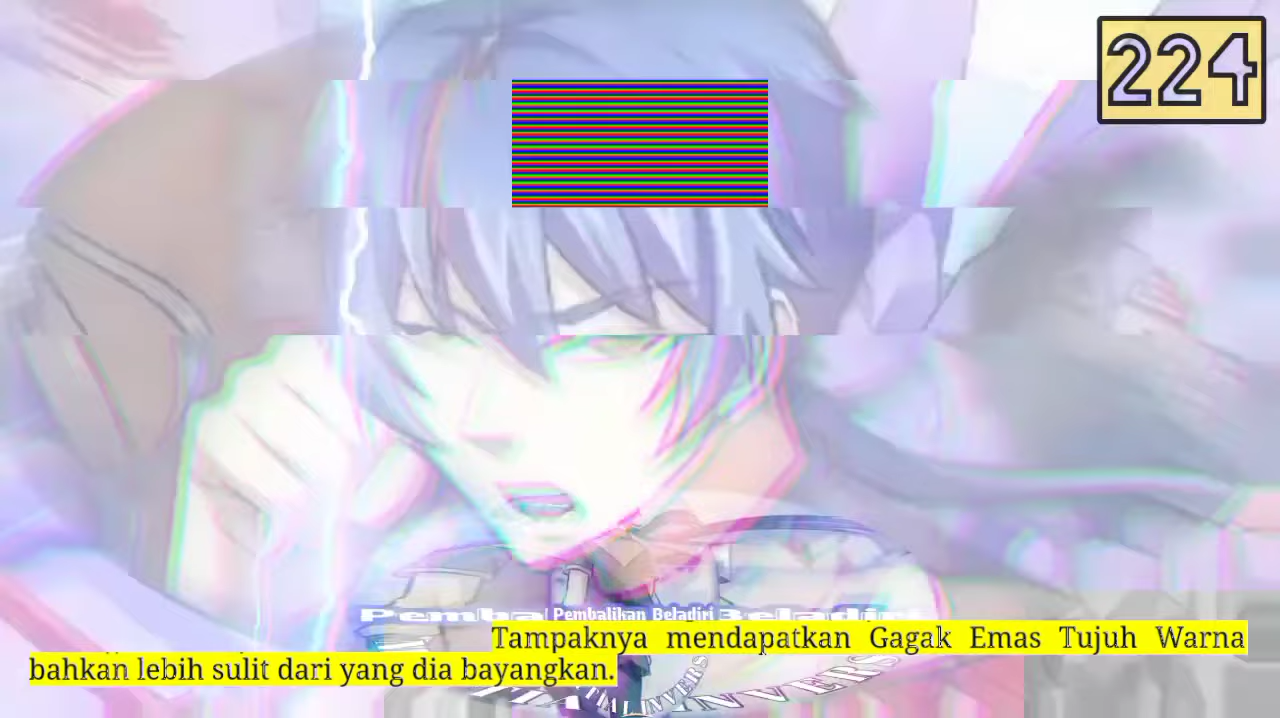 224
Pembalikan Beladiri
Tampaknya mendapatkan Gagak Emas Tujuh Warna
bahkan lebih sulit dari yang dia bayangkan.